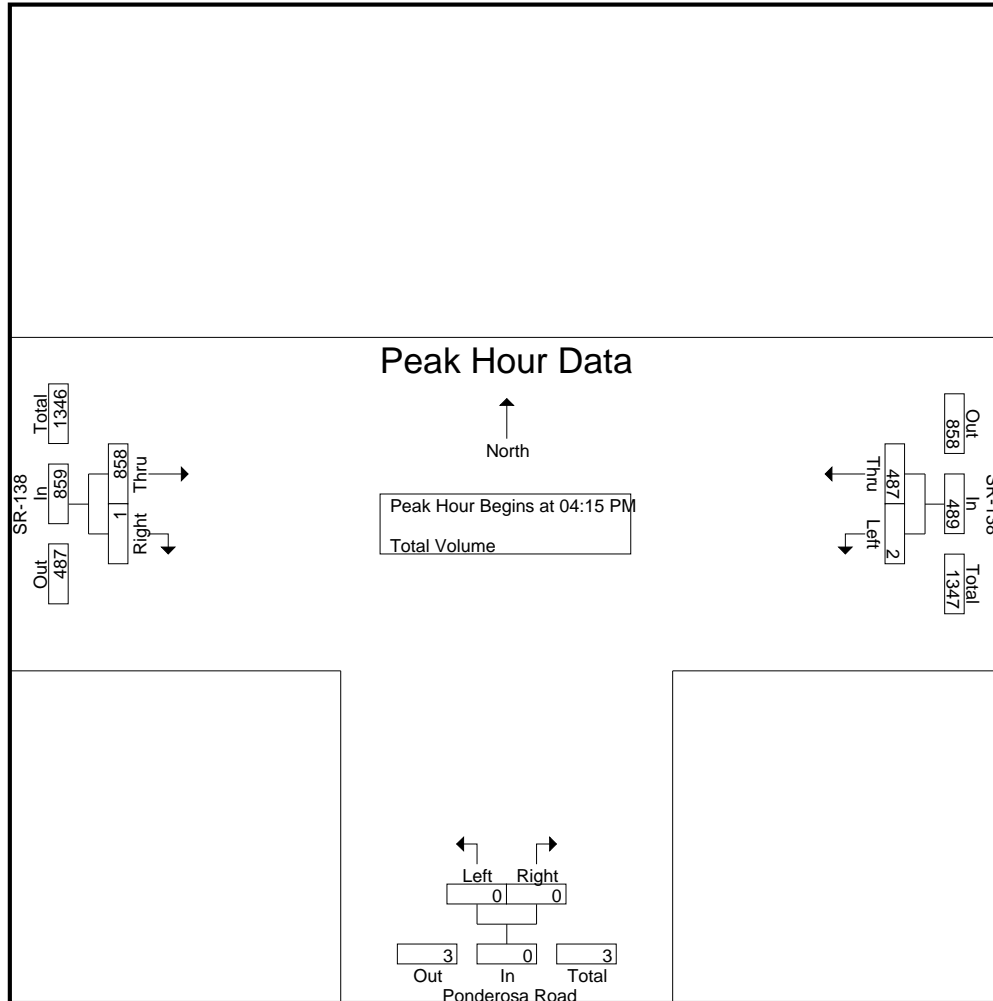 Peak Hour Data
North
Peak Hour Begins at 04:15 PM
Total Volume
SR-138
Total
1346
In
859
Out
487
858
Thru
1
Right
Out
858
In
489
Total
1347
SR-138
487
Thru
2
Left
Left Right
0 0
3 0 3
Out In Total
Ponderosa Road